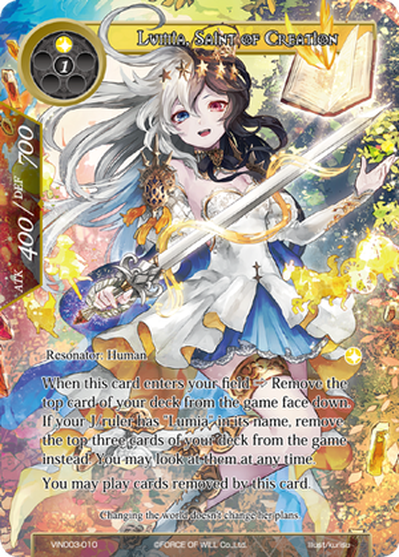 Lumia, Saint of Creation
1
ATK 400 / DEF 700
Resonator: Human
When this card enters your field ⇨ Remove the
top card of your deck from the game face down.
If your J/ruler has "Lumia" in its name, remove
the top three cards of your deck from the game
instead. You may look at them at any time.
You may play cards removed by this card.
Changing the world doesn't change her plans.
VIN003-010
©FORCE OF WILL Co.,Ltd.
Illust/kurisu